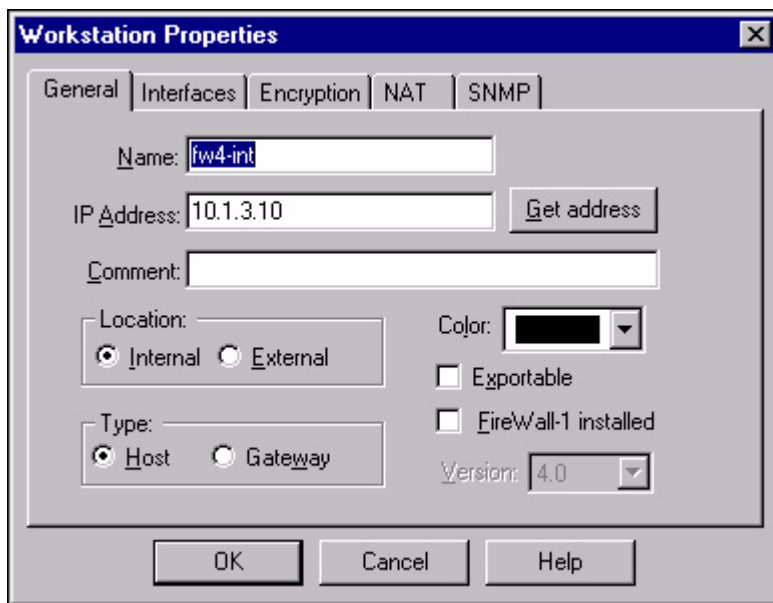 Workstation Properties
General Interfaces Encryption NAT SNMP
Name: fw4-int
IP Address: 10.1.3.10 Get address
Comment:
Location: Color:
Internal External
Exportable
Type: FireWall-1 installed
Host Gateway
Version: 4.0
OK Cancel Help